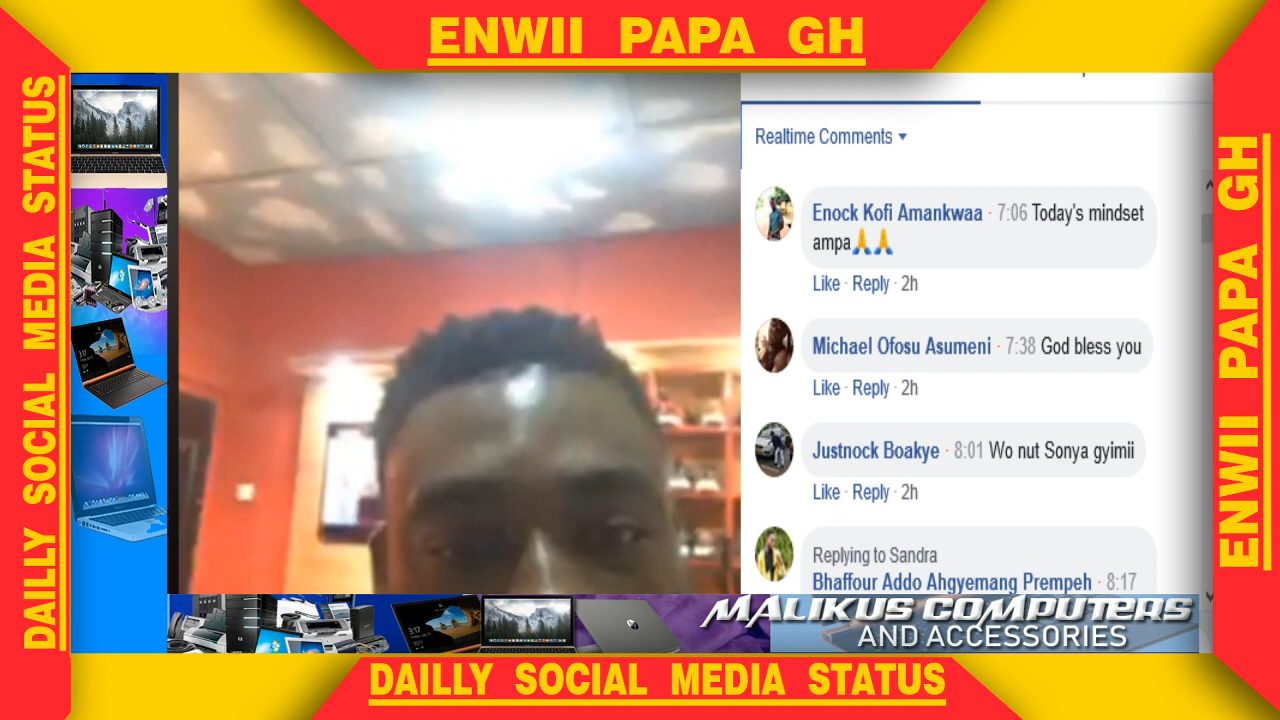 ENWII PAPA GH
DAILLY SOCIAL MEDIA STATUS
ENWII PAPA GH
Realtime Comments
Enock Kofi Amankwaa · 7:06 Today's mindset
ampa🙏🙏
Like · Reply · 2h
Michael Ofosu Asumeni · 7:38 God bless you
Like · Reply · 2h
Justnock Boakye · 8:01 Wo nut Sonya gyimii
Like · Reply · 2h
Replying to Sandra
Bhaffour Addo Ahgyemang Prempeh · 8:17
MALIKUS COMPUTERS
AND ACCESSORIES
DAILLY SOCIAL MEDIA STATUS